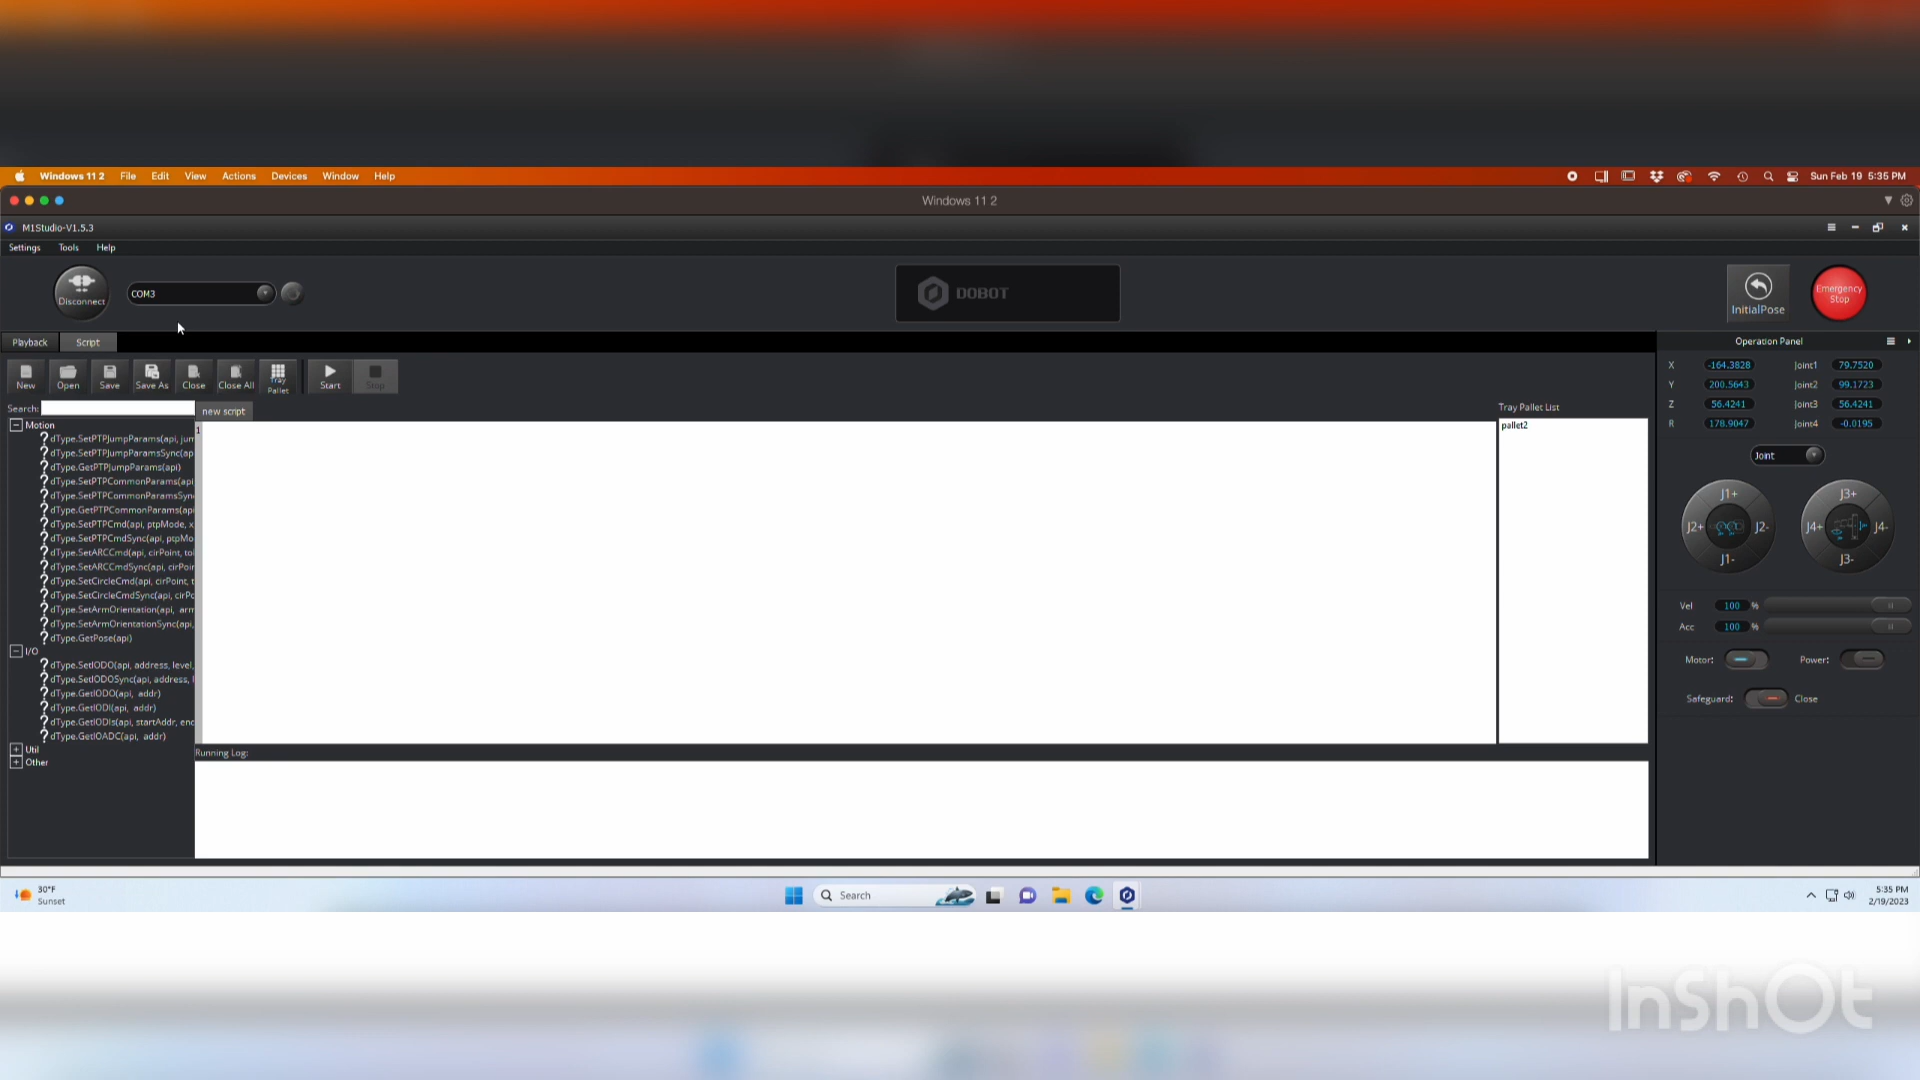 Windows 11 2 File Edit View Actions Devices Window Help Sun Feb 19 5:35 PM
Windows 11 2
M1Studio-V1.5.3
Settings Tools Help
Disconnect COM3 DOBOT InitialPose Emergency Stop
Playback Script Operation Panel
New Open Save Save As Close Close All Tray Pallet Start Stop
Search: new script
Tray Pallet List
pallet2
1
Motion
dType.SetPTPJumpParams(api, jum
dType.SetPTPJumpParamsSync(ap
dType.GetPTPJumpParams(api)
dType.SetPTPCommonParams(api
dType.SetPTPCommonParamsSyn
dType.GetPTPCommonParams(api
dType.SetPTPCmd(api, ptpMode, x
dType.SetPTPCmdSync(api, ptpMo
dType.SetARCCmd(api, cirPoint, to
dType.SetARCCmdSync(api, cirPoin
dType.SetCircleCmd(api, cirPoint, t
dType.SetCircleCmdSync(api, cirPo
dType.SetArmOrientation(api, arm
dType.SetArmOrientationSync(api,
dType.GetPose(api)
I/O
dType.SetIODO(api, address, level,
dType.SetIODOSync(api, address, l
dType.GetIODO(api, addr)
dType.GetIODI(api, addr)
dType.GetIODIs(api, startAddr, end
dType.GetIOADC(api, addr)
Util
Other
Running Log:
X -164.3828 Joint1 79.7520
Y 200.5643 Joint2 99.1723
Z 56.4241 Joint3 56.4241
R 178.9047 Joint4 -0.0195
Joint
J1+ J3+
J2+ J2- J4+ J4-
J1- J3-
Vel 100 %
Acc 100 %
Motor: Power:
Safeguard: Close
30°F
Sunset
Search
5:35 PM
2/19/2023
InShOt